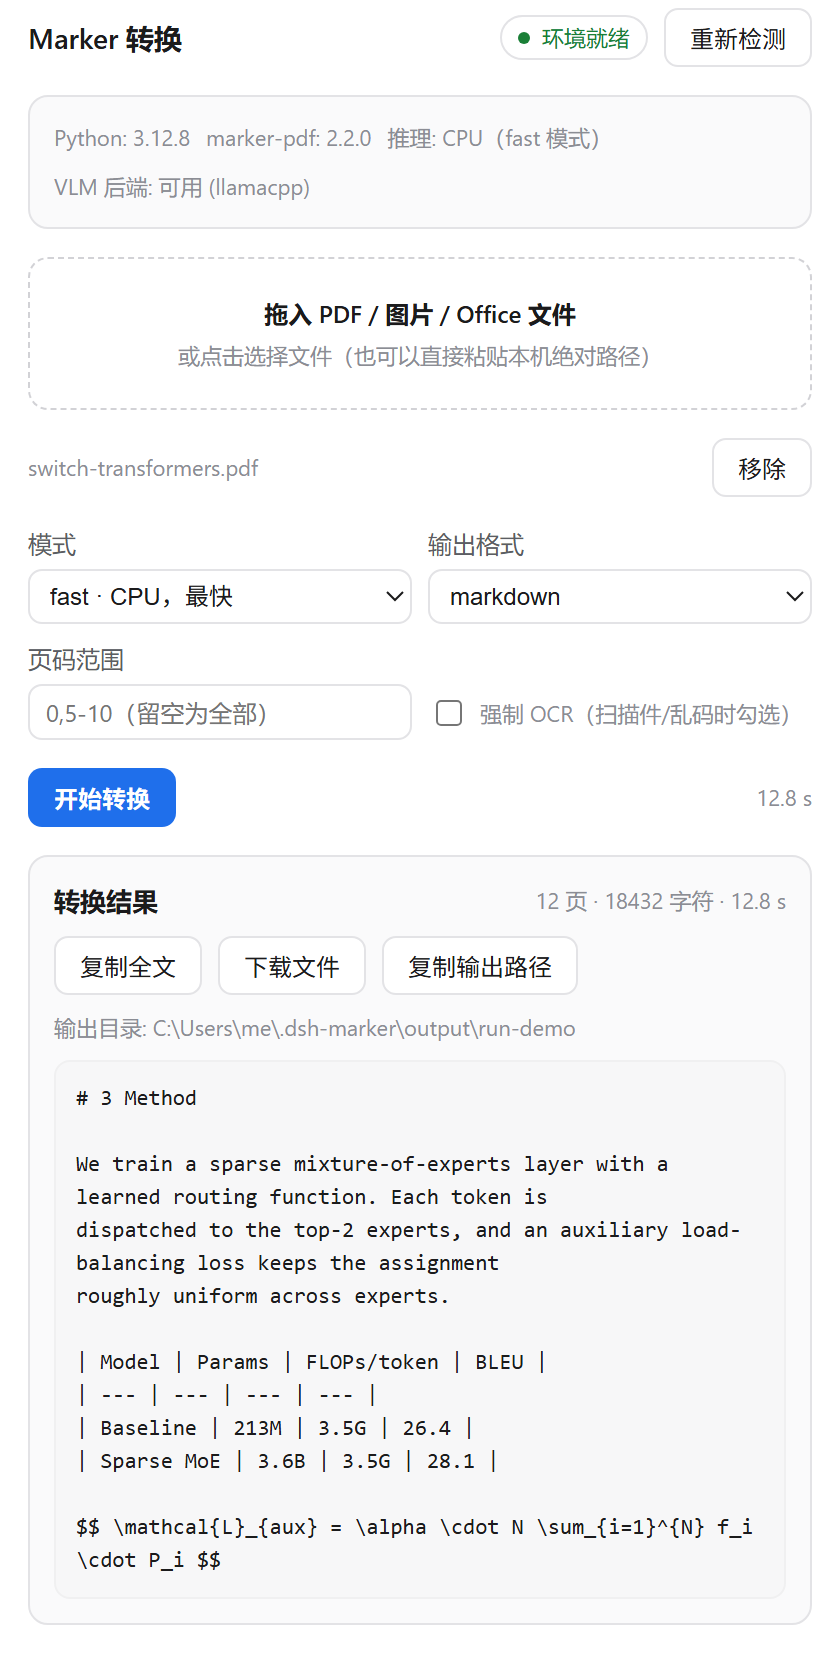 Marker 转换
环境就绪
重新检测
Python: 3.12.8 marker-pdf: 2.2.0 推理: CPU（fast 模式）
VLM 后端: 可用 (llamacpp)
拖入 PDF / 图片 / Office 文件
或点击选择文件（也可以直接粘贴本机绝对路径）
switch-transformers.pdf
移除
模式
输出格式
fast · CPU，最快
markdown
页码范围
0,5-10（留空为全部）
强制 OCR（扫描件/乱码时勾选）
开始转换
12.8 s
转换结果
12 页 · 18432 字符 · 12.8 s
复制全文
下载文件
复制输出路径
输出目录: C:\Users\me\.dsh-marker\output\run-demo
# 3 Method
We train a sparse mixture-of-experts layer with a
learned routing function. Each token is
dispatched to the top-2 experts, and an auxiliary load-
balancing loss keeps the assignment
roughly uniform across experts.
| Model | Params | FLOPs/token | BLEU |
| --- | --- | --- | --- |
| Baseline | 213M | 3.5G | 26.4 |
| Sparse MoE | 3.6B | 3.5G | 28.1 |
$$ \mathcal{L}_{aux} = \alpha \cdot N \sum_{i=1}^{N} f_i
\cdot P_i $$